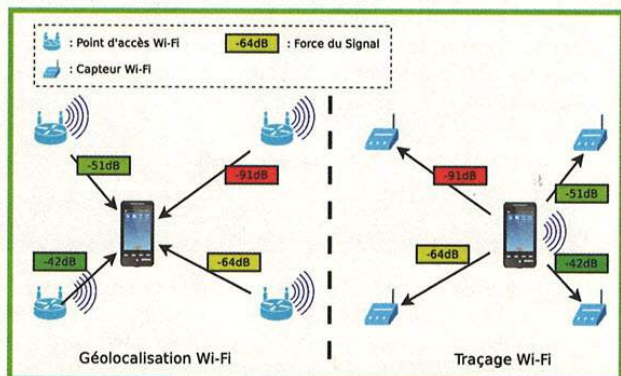 : Point d'accès Wi-Fi
-64dB : Force du Signal
: Capteur Wi-Fi
-51dB
-91dB
-42dB
-64dB
Géolocalisation Wi-Fi
-91dB
-51dB
-64dB
-42dB
Traçage Wi-Fi